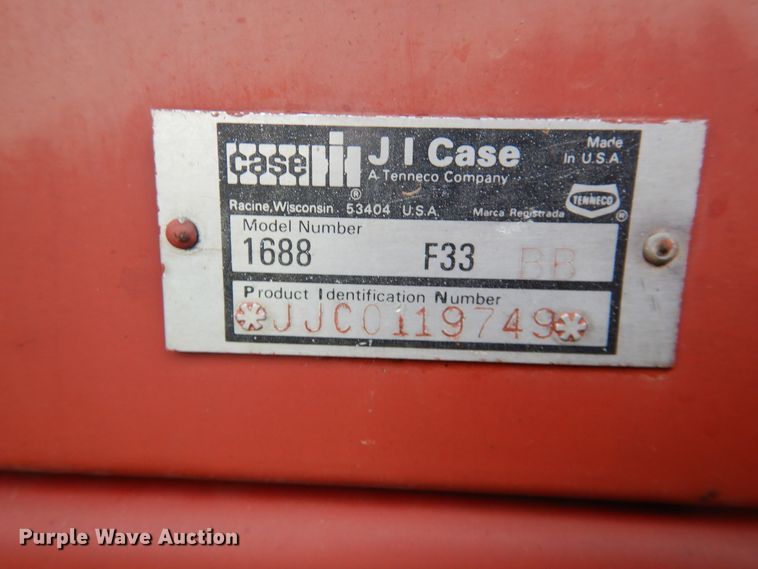 case IH
®
J I Case
A Tenneco Company
Made
In U.S.A.
TENNECO
®
Racine, Wisconsin 53404 U.S.A.
Marca Registrada
Model Number
1688 F33 BB
Product Identification Number
*JJC0119749*
Purple Wave Auction